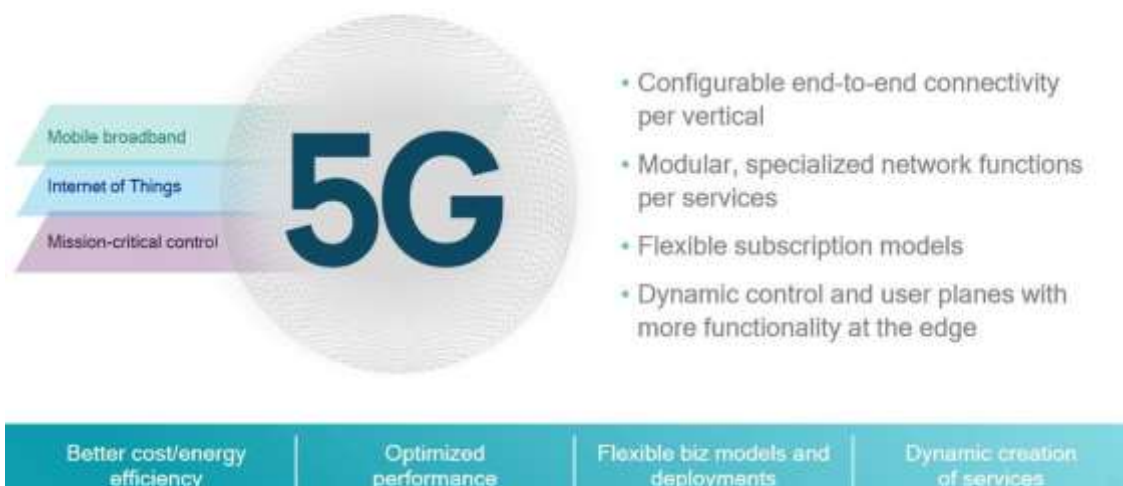 Mobile broadband
Internet of Things
Mission-critical control
5G
• Configurable end-to-end connectivity
per vertical
• Modular, specialized network functions
per services
• Flexible subscription models
• Dynamic control and user planes with
more functionality at the edge
Better cost/energy
efficiency
Optimized
performance
Flexible biz models and
deployments
Dynamic creation
of services